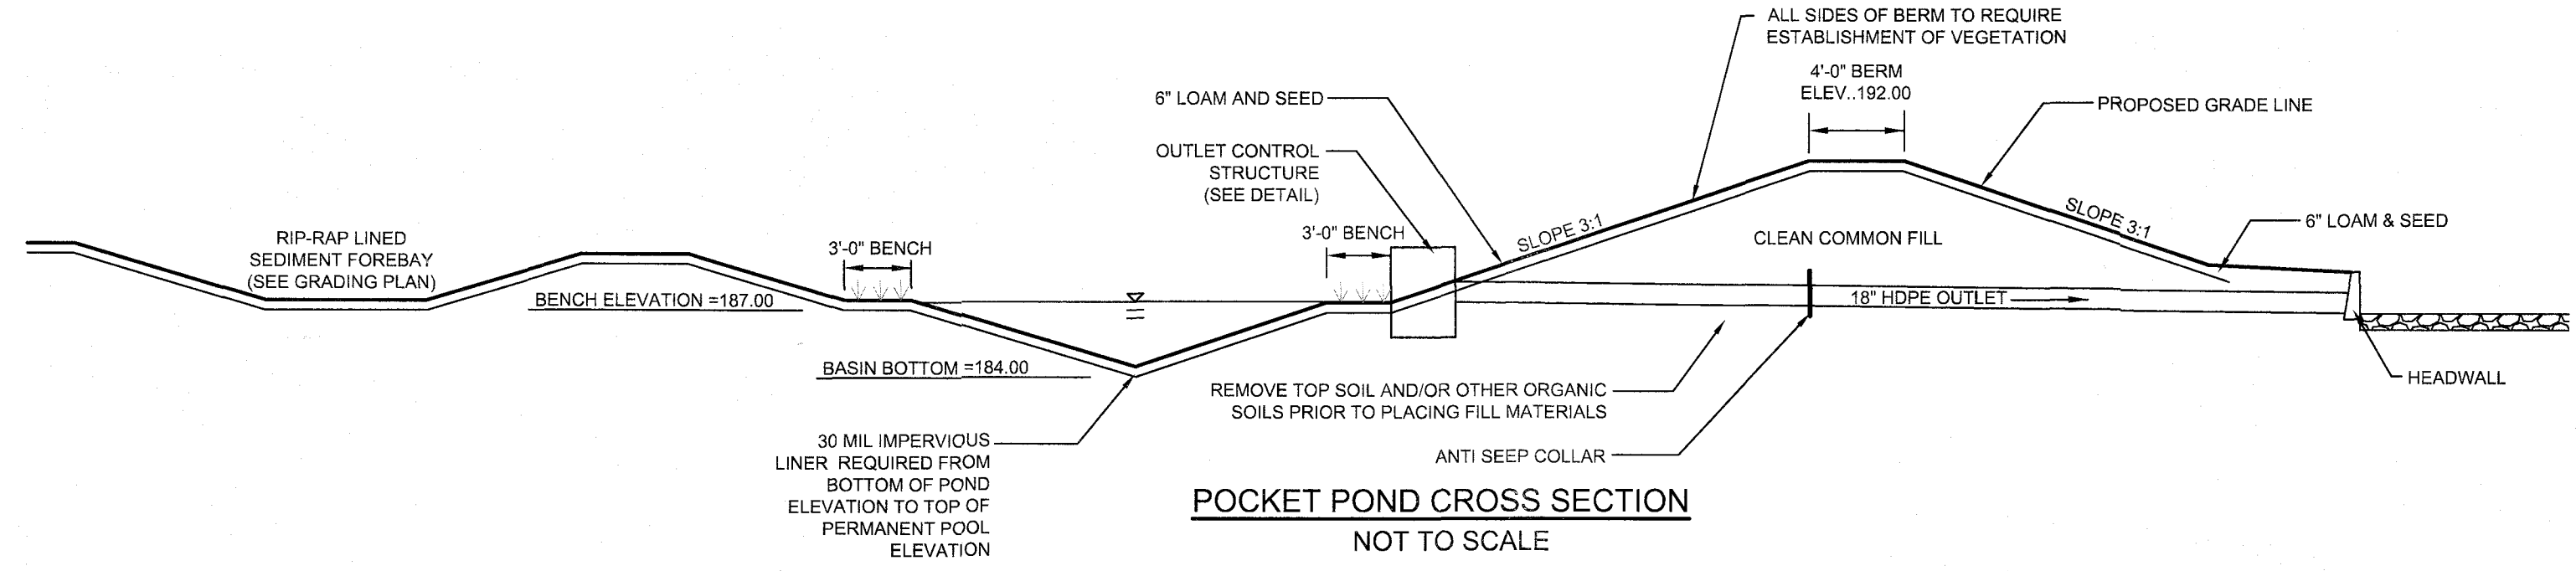 ALL SIDES OF BERM TO REQUIRE
ESTABLISHMENT OF VEGETATION
4'-0" BERM
ELEV..192.00
6" LOAM AND SEED
PROPOSED GRADE LINE
OUTLET CONTROL
STRUCTURE
(SEE DETAIL)
RIP-RAP LINED
SEDIMENT FOREBAY
(SEE GRADING PLAN)
3'-0" BENCH
3'-0" BENCH
SLOPE 3:1
CLEAN COMMON FILL
SLOPE 3:1
6" LOAM & SEED
BENCH ELEVATION =187.00
18" HDPE OUTLET
BASIN BOTTOM =184.00
REMOVE TOP SOIL AND/OR OTHER ORGANIC
SOILS PRIOR TO PLACING FILL MATERIALS
HEADWALL
30 MIL IMPERVIOUS
LINER REQUIRED FROM
BOTTOM OF POND
ELEVATION TO TOP OF
PERMANENT POOL
ELEVATION
ANTI SEEP COLLAR
POCKET POND CROSS SECTION
NOT TO SCALE